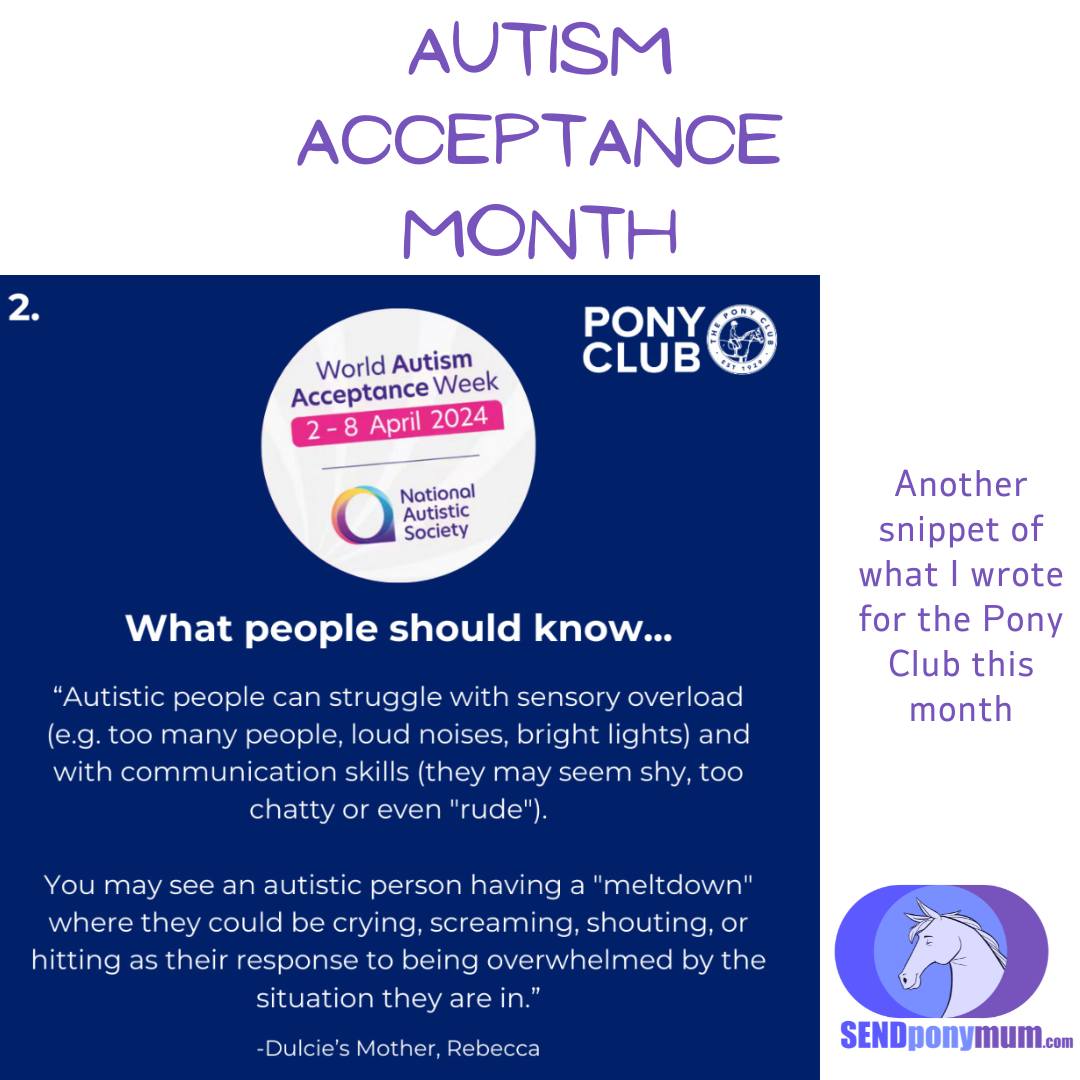 AUTISM
ACCEPTANCE
MONTH
2.
World Autism
Acceptance Week
2 - 8 April 2024
National
Autistic
Society
PONY
CLUB
THE PONY CLUB
EST 1929
What people should know...
“Autistic people can struggle with sensory overload
(e.g. too many people, loud noises, bright lights) and
with communication skills (they may seem shy, too
chatty or even "rude").
You may see an autistic person having a "meltdown"
where they could be crying, screaming, shouting, or
hitting as their response to being overwhelmed by the
situation they are in.”
-Dulcie’s Mother, Rebecca
Another
snippet of
what I wrote
for the Pony
Club this
month
SENDponymum.com